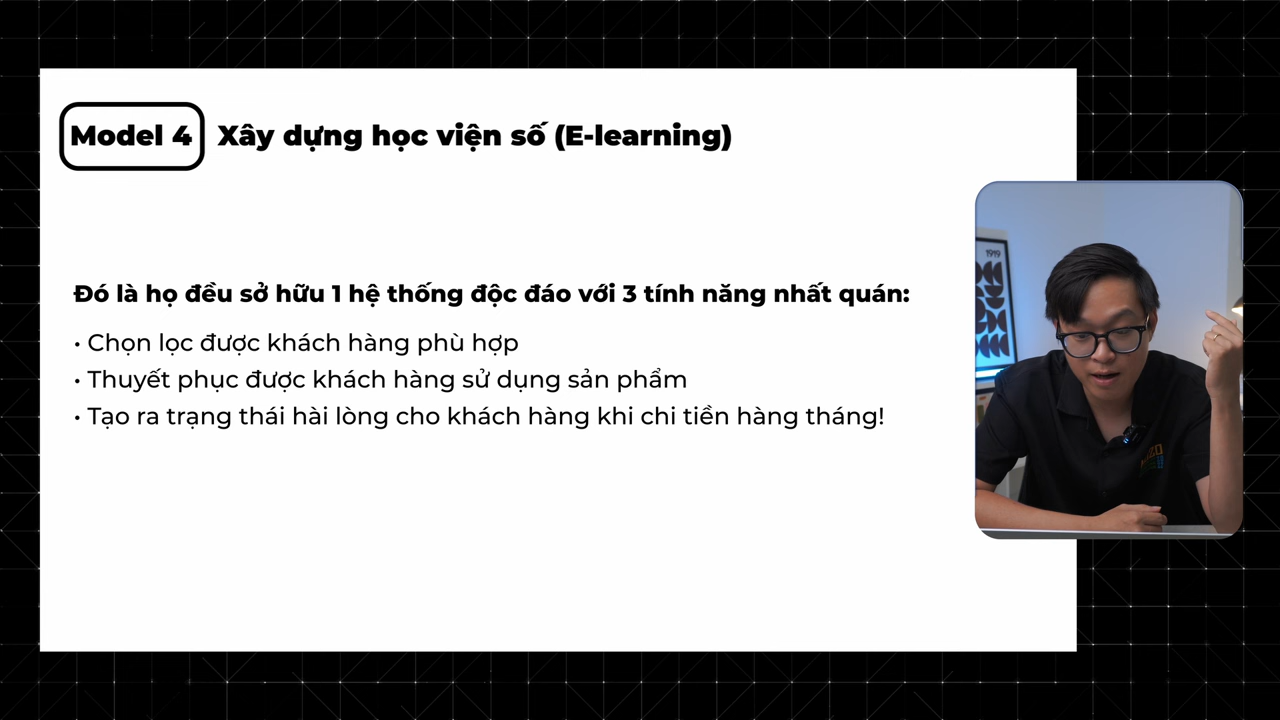 Model 4 Xây dựng học viện số (E-learning)
Đó là họ đều sở hữu 1 hệ thống độc đáo với 3 tính năng nhất quán:
• Chọn lọc được khách hàng phù hợp
• Thuyết phục được khách hàng sử dụng sản phẩm
• Tạo ra trạng thái hài lòng cho khách hàng khi chi tiền hàng tháng!
1919